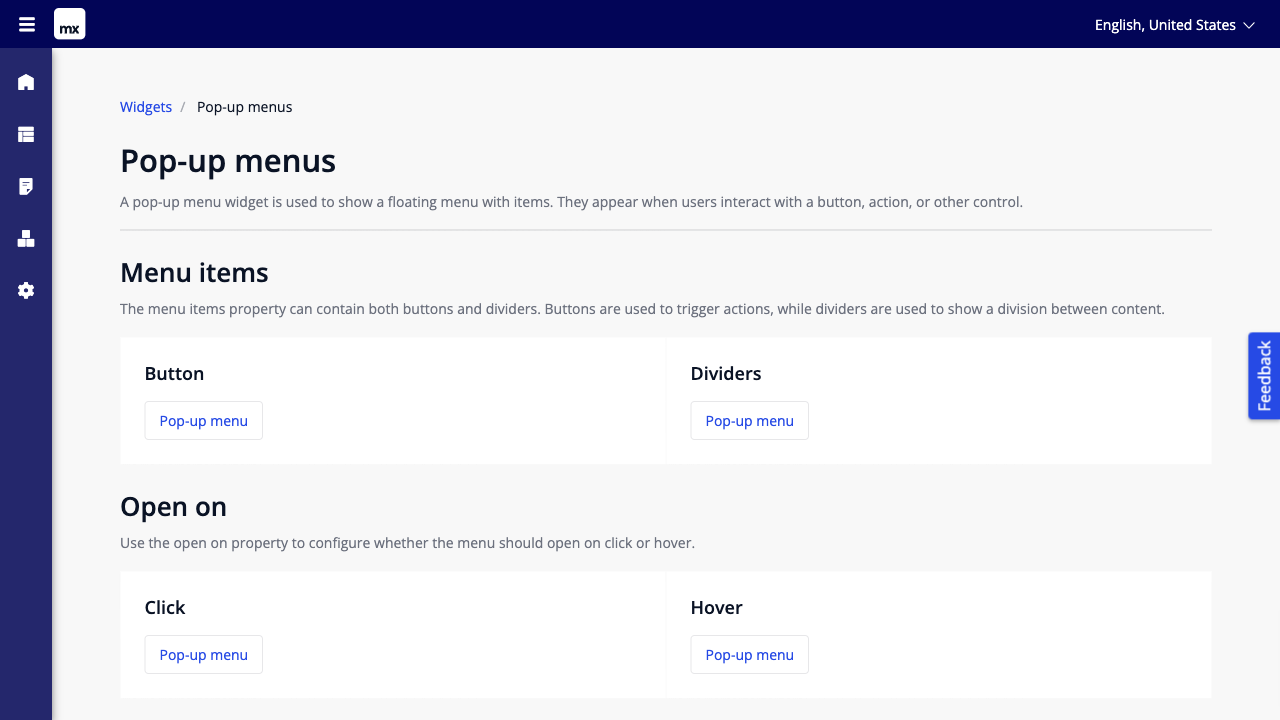 mx
English, United States
Widgets / Pop-up menus
Pop-up menus
A pop-up menu widget is used to show a floating menu with items. They appear when users interact with a button, action, or other control.
Menu items
The menu items property can contain both buttons and dividers. Buttons are used to trigger actions, while dividers are used to show a division between content.
Button
Dividers
Pop-up menu
Pop-up menu
Feedback
Open on
Use the open on property to configure whether the menu should open on click or hover.
Click
Hover
Pop-up menu
Pop-up menu